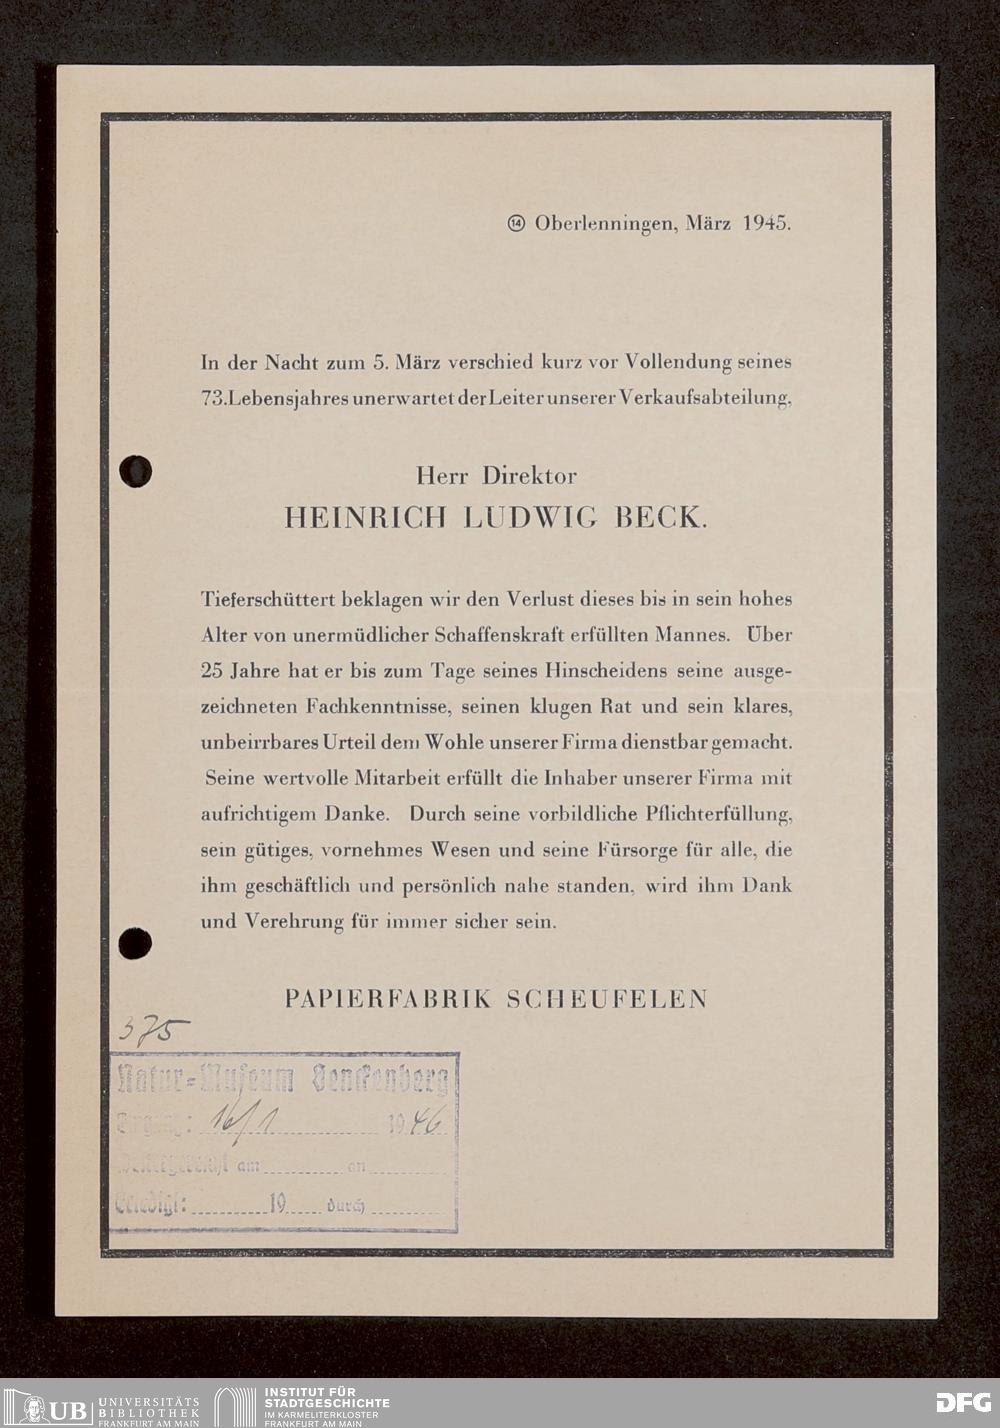 ⑭ Oberlenningen, März 1945.
In der Nacht zum 5. März verschied kurz vor Vollendung seines
73. Lebensjahres unerwartet der Leiter unserer Verkaufsabteilung,
Herr Direktor
HEINRICH LUDWIG BECK.
Tieferschüttert beklagen wir den Verlust dieses bis in sein hohes
Alter von unermüdlicher Schaffenskraft erfüllten Mannes. Über
25 Jahre hat er bis zum Tage seines Hinscheidens seine ausge-
zeichneten Fachkenntnisse, seinen klugen Rat und sein klares,
unbeirrbares Urteil dem Wohle unserer Firma dienstbar gemacht.
Seine wertvolle Mitarbeit erfüllt die Inhaber unserer Firma mit
aufrichtigem Danke. Durch seine vorbildliche Pflichterfüllung,
sein gütiges, vornehmes Wesen und seine Fürsorge für alle, die
ihm geschäftlich und persönlich nahe standen, wird ihm Dank
und Verehrung für immer sicher sein.
PAPIERFABRIK SCHEUFELEN
375
Natur-Museum Senckenberg
Eingang: 16/1 1946
Weitergereicht am an
Erledigt: 19 durch
UB UNIVERSITÄTS
BIBLIOTHEK
FRANKFURT AM MAIN
INSTITUT FÜR
STADTGESCHICHTE
IM KARMELITERKLOSTER
FRANKFURT AM MAIN
DFG